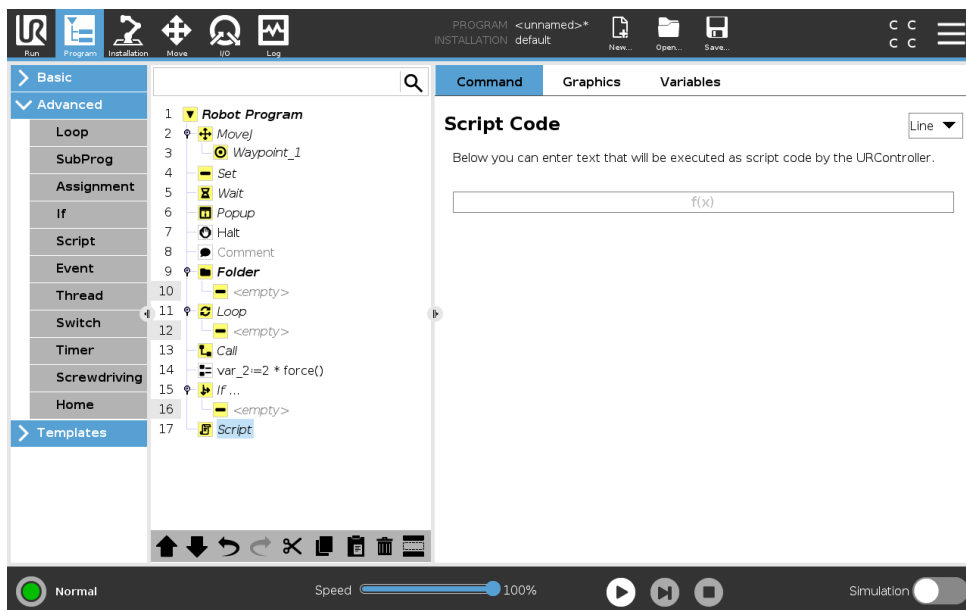 PROGRAM <unnamed>*
INSTALLATION default
UR
Run
Program
Installation
Move
I/O
Log
New...
Open...
Save...
C C
C C
Basic
Advanced
Loop
SubProg
Assignment
If
Script
Event
Thread
Switch
Timer
Screwdriving
Home
Templates
1 Robot Program
2 MoveJ
3 Waypoint_1
4 Set
5 Wait
6 Popup
7 Halt
8 Comment
9 Folder
10 <empty>
11 Loop
12 <empty>
13 Call
14 var_2:=2 * force()
15 If ...
16 <empty>
17 Script
Command Graphics Variables
Script Code
Line
Below you can enter text that will be executed as script code by the URController.
f(x)
Normal
Speed
100%
Simulation